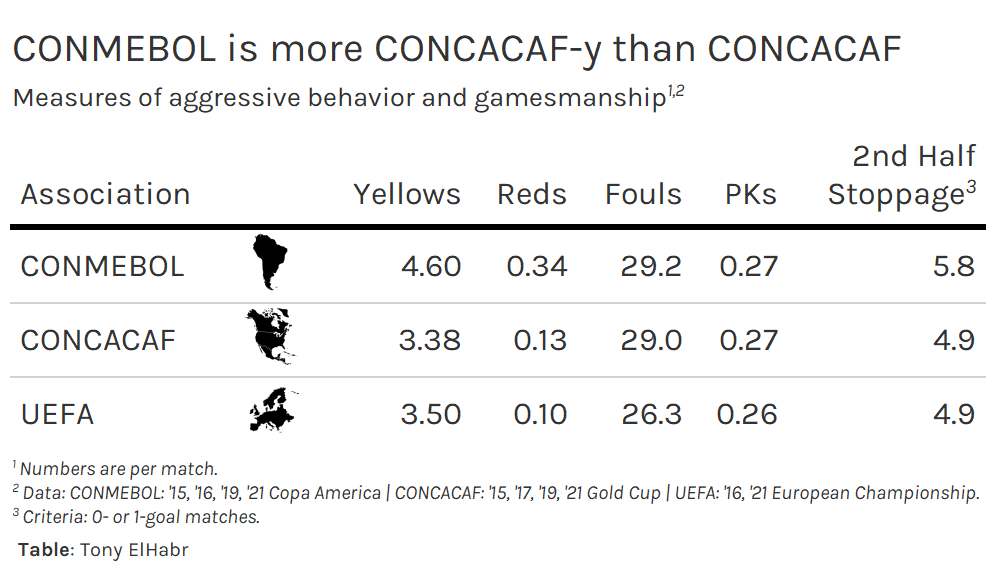 CONMEBOL is more CONCACAF-y than CONCACAF
Measures of aggressive behavior and gamesmanship1,2
Association Yellows Reds Fouls PKs 2nd Half Stoppage3
CONMEBOL 4.60 0.34 29.2 0.27 5.8
CONCACAF 3.38 0.13 29.0 0.27 4.9
UEFA 3.50 0.10 26.3 0.26 4.9
1 Numbers are per match.
2 Data: CONMEBOL: '15, '16, '19, '21 Copa America | CONCACAF: '15, '17, '19, '21 Gold Cup | UEFA: '16, '21 European Championship.
3 Criteria: 0- or 1-goal matches.
Table: Tony ElHabr